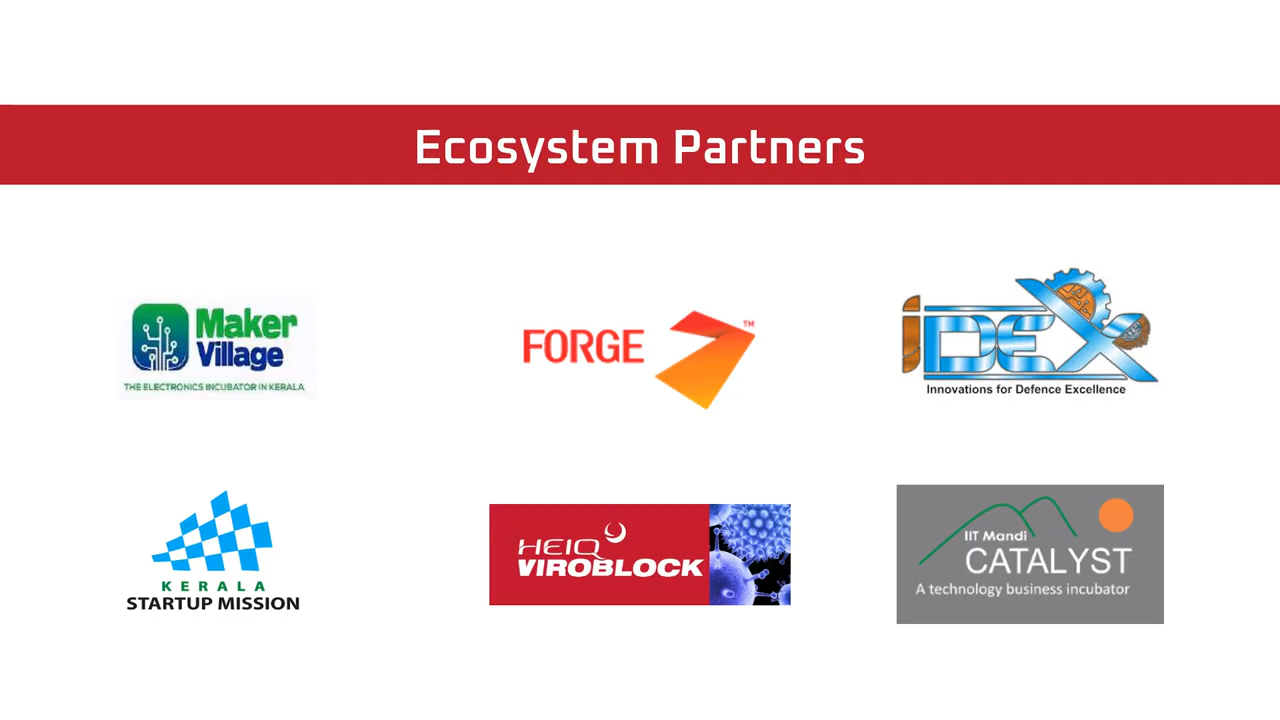 Ecosystem Partners
Maker
Village
THE ELECTRONICS INCUBATOR IN KERALA
FORGE
TM
iDEX
Innovations for Defence Excellence
KERALA
STARTUP MISSION
HEIQ
VIROBLOCK
IIT Mandi
CATALYST
A technology business incubator